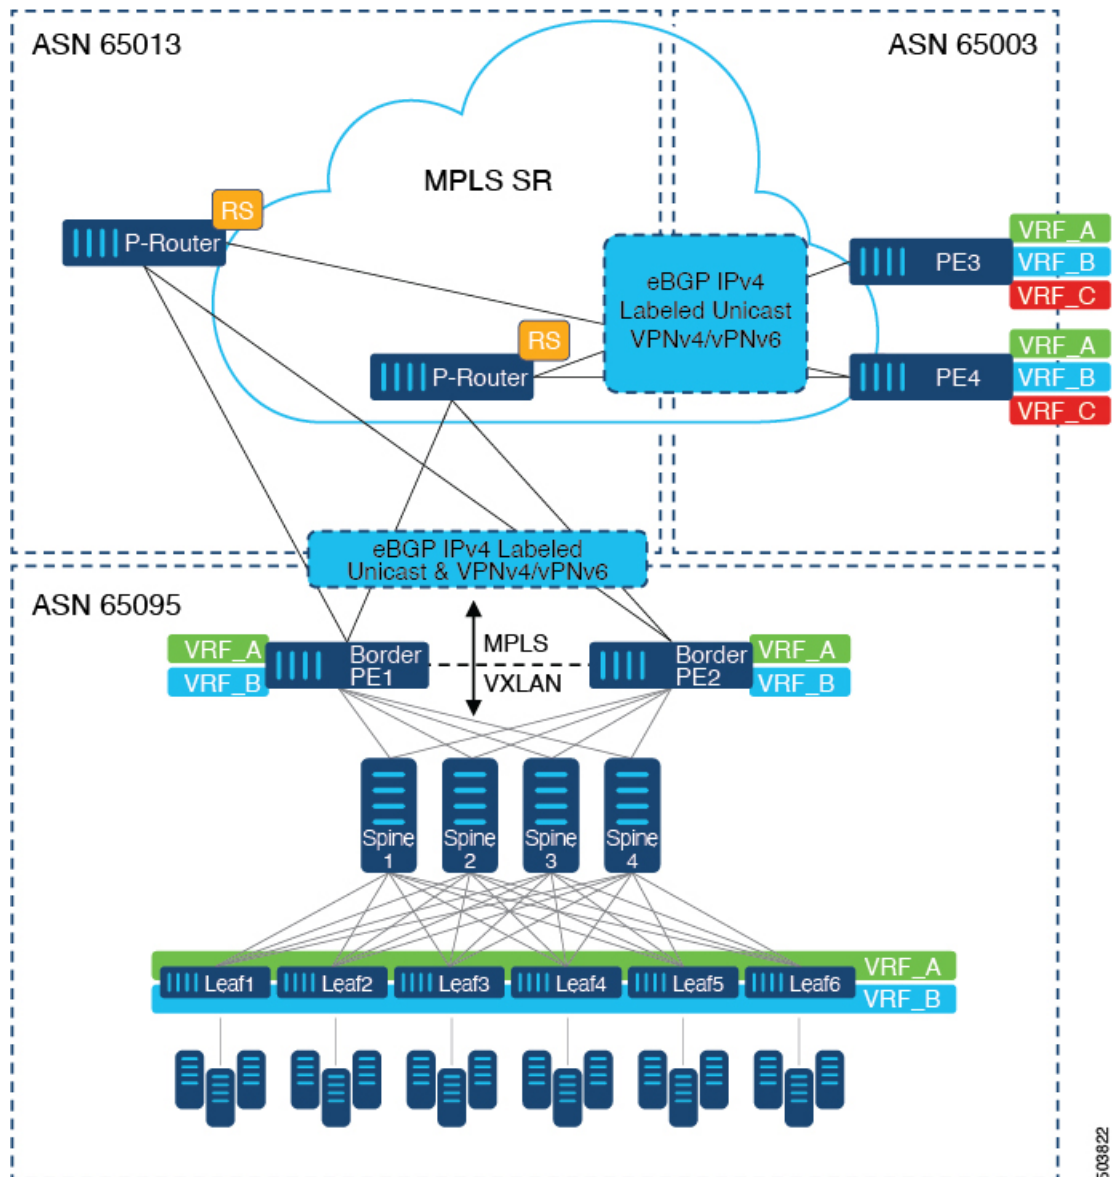 ASN 65013
ASN 65003
MPLS SR
RS
P-Router
eBGP IPv4
Labeled Unicast
VPNv4/vPNv6
PE3
VRF_A
VRF_B
VRF_C
RS
P-Router
PE4
VRF_A
VRF_B
VRF_C
eBGP IPv4 Labeled
Unicast & VPNv4/vPNv6
ASN 65095
VRF_A
VRF_B
Border
PE1
MPLS
VXLAN
Border
PE2
VRF_A
VRF_B
Spine
1
Spine
2
Spine
3
Spine
4
VRF_A
Leaf1
Leaf2
Leaf3
Leaf4
Leaf5
Leaf6
VRF_B
503822